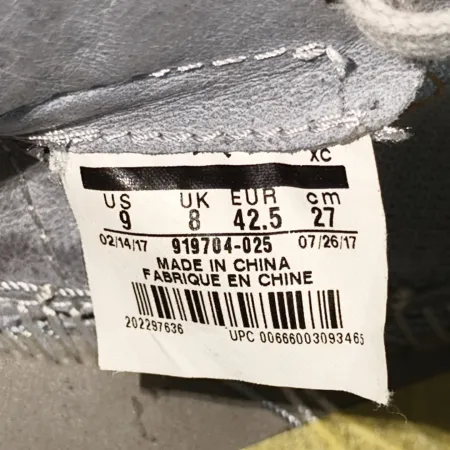 XC
US UK EUR cm
9 8 42.5 27
02/14/17 919704-025 07/26/17
MADE IN CHINA
FABRIQUE EN CHINE
202297636 UPC 00666003093465